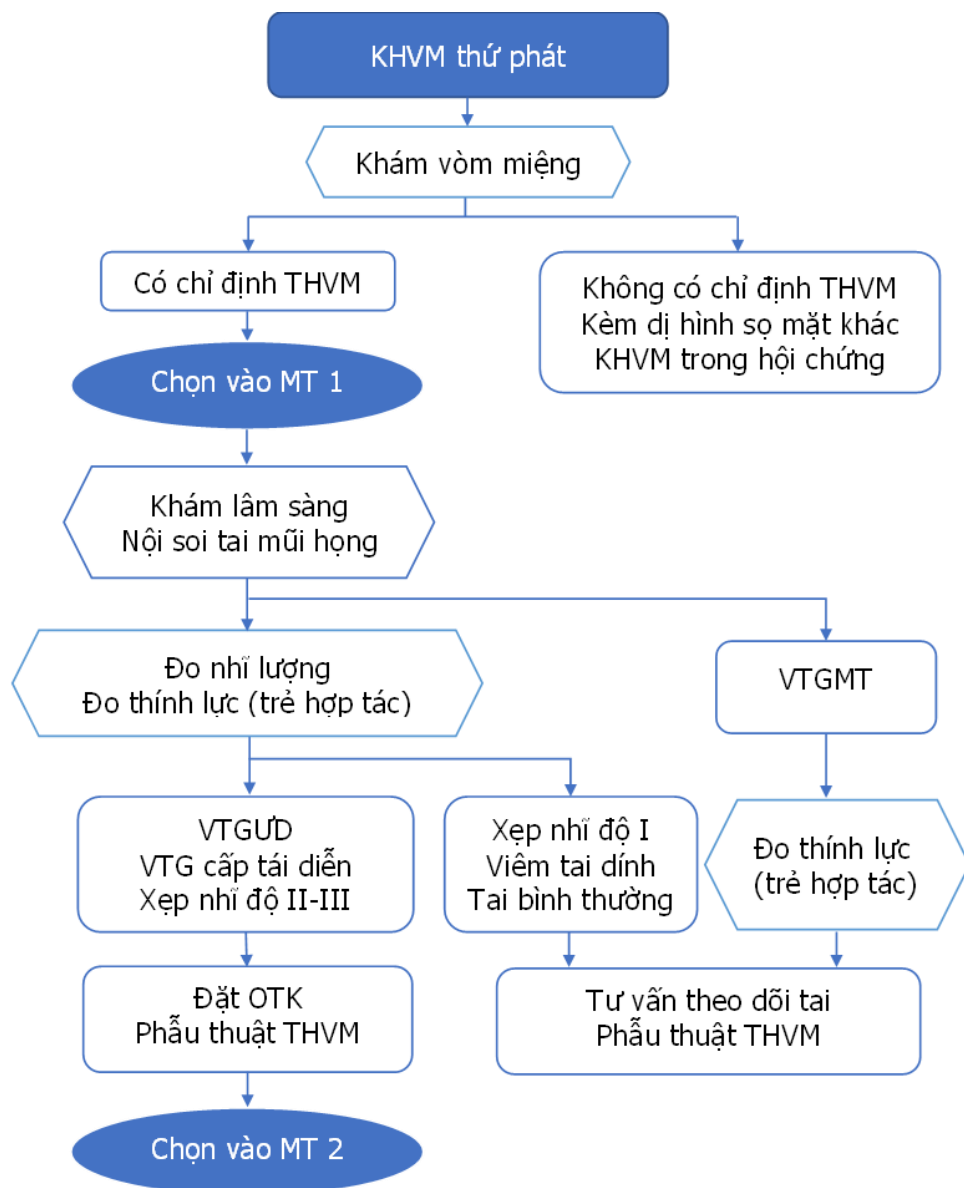 KHVM thứ phát
Khám vòm miệng
Có chỉ định THVM
Không có chỉ định THVM
Kèm dị hình sọ mặt khác
KHVM trong hội chứng
Chọn vào MT 1
Khám lâm sàng
Nội soi tai mũi họng
Đo nhĩ lượng
Đo thính lực (trẻ hợp tác)
VTGMT
VTGƯD
VTG cấp tái diễn
Xẹp nhĩ độ II-III
Xẹp nhĩ độ I
Viêm tai dính
Tai bình thường
Đo thính lực
(trẻ hợp tác)
Đặt OTK
Phẫu thuật THVM
Tư vấn theo dõi tai
Phẫu thuật THVM
Chọn vào MT 2